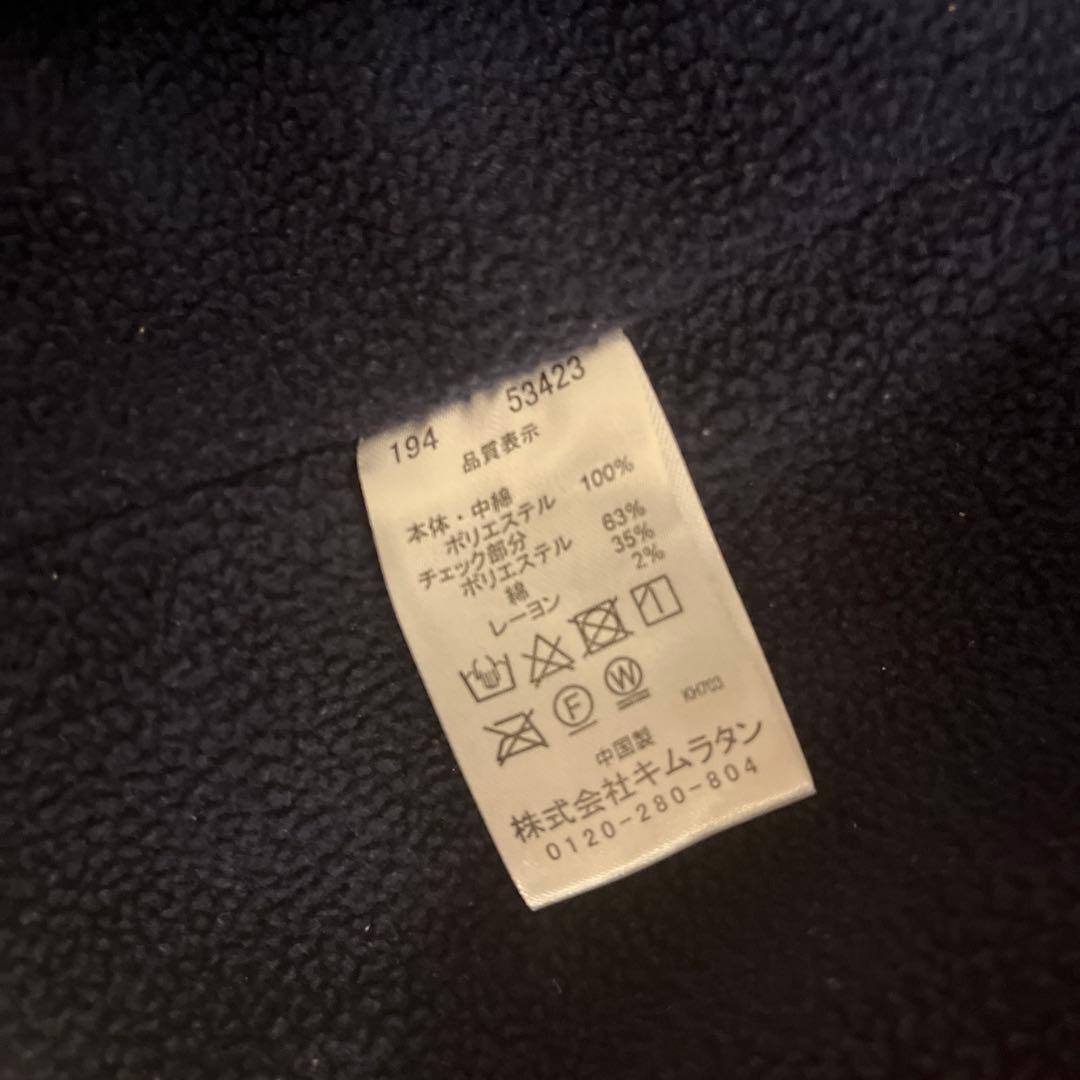 194 53423
品質表示
本体・中綿
ポリエステル 100%
チェック部分
ポリエステル 63%
綿 35%
レーヨン 2%
F W
KH703
中国製
株式会社キムラタン
0120-280-804